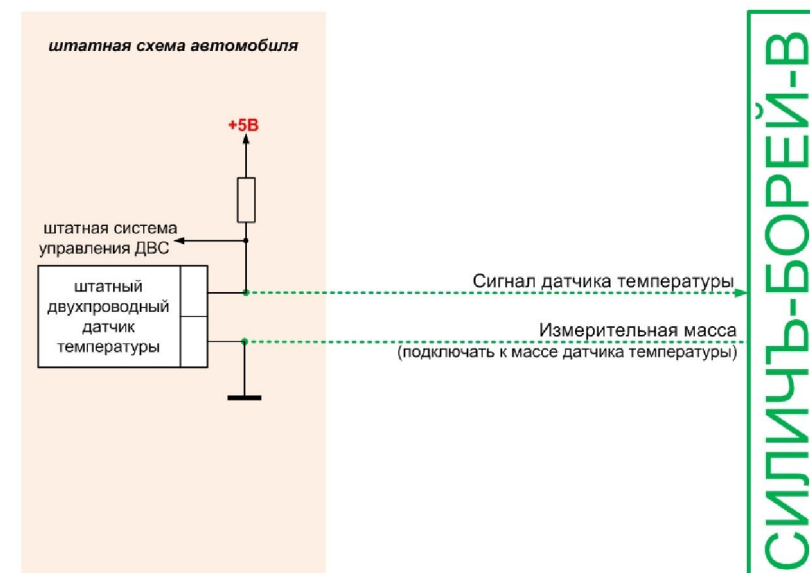 штатная схема автомобиля
+5В
штатная система
управления ДВС
штатный
двухпроводный
датчик
температуры
Сигнал датчика температуры
Измерительная масса
(подключать к массе датчика температуры)
СИЛИЧЪ-БОРЕЙ-В